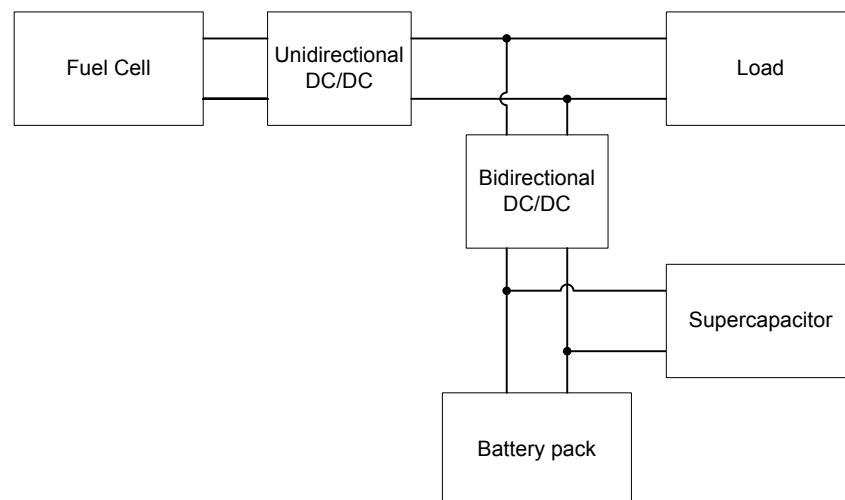 Fuel Cell
Unidirectional
DC/DC
Load
Bidirectional
DC/DC
Supercapacitor
Battery pack